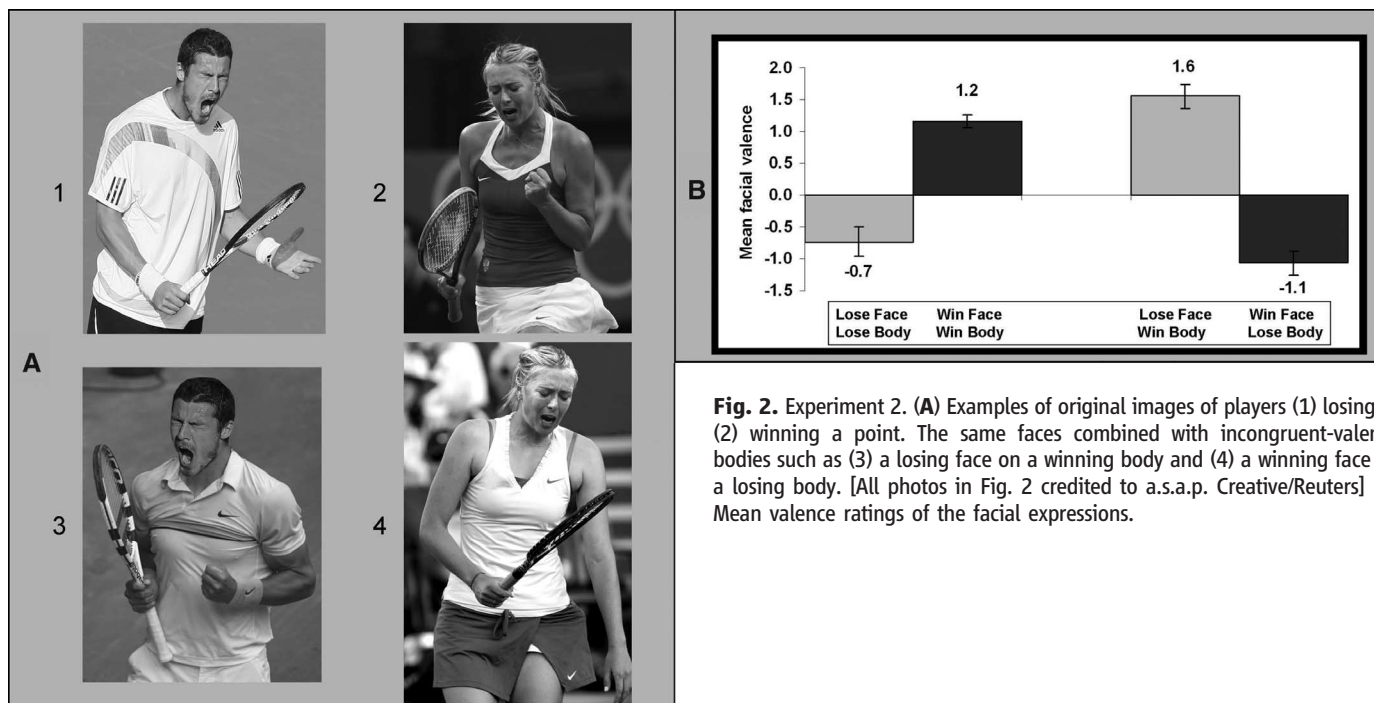 1
2
3
4
A
B
2.0
1.5
1.0
0.5
0.0
-0.5
-1.0
-1.5
Mean facial valence
-0.7
1.2
1.6
-1.1
Lose Face Win Face Lose Face Win Face
Lose Body Win Body Win Body Lose Body
adidas
HEAD
Fig. 2. Experiment 2. (A) Examples of original images of players (1) losing
(2) winning a point. The same faces combined with incongruent-valen
bodies such as (3) a losing face on a winning body and (4) a winning face
a losing body. [All photos in Fig. 2 credited to a.s.a.p. Creative/Reuters]
Mean valence ratings of the facial expressions.